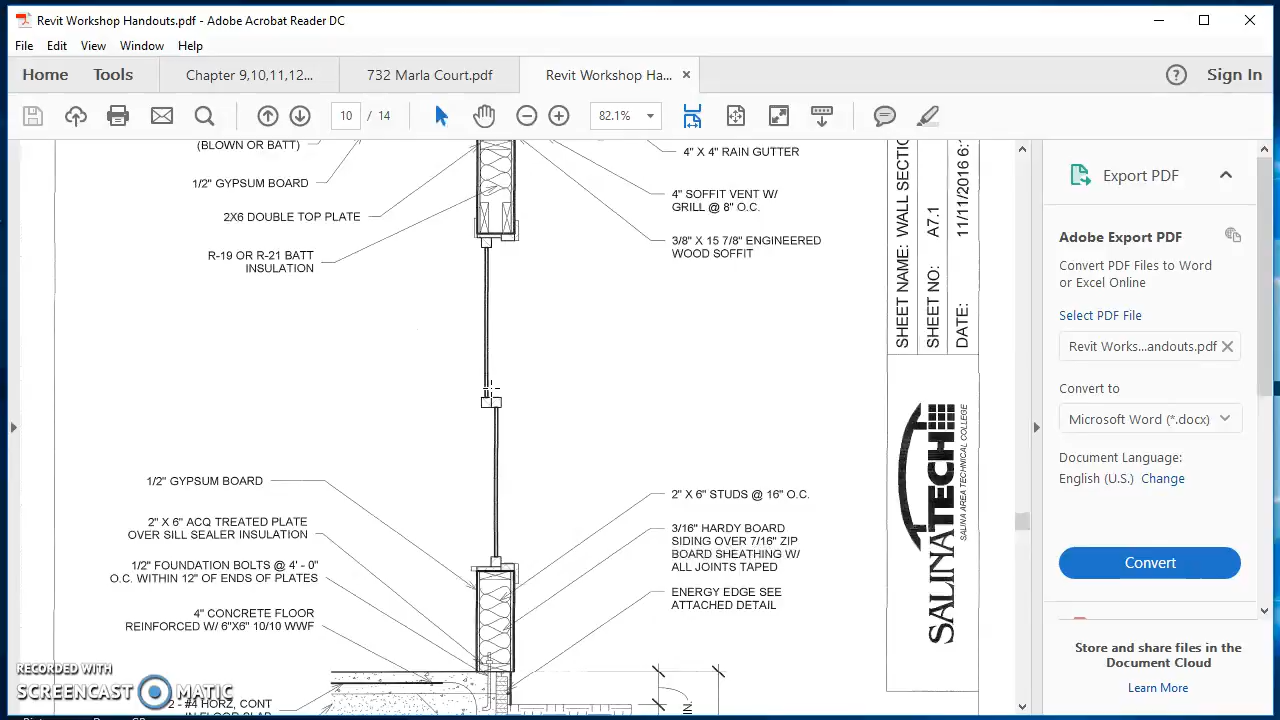 Revit Workshop Handouts.pdf - Adobe Acrobat Reader DC
File Edit View Window Help
Home Tools Chapter 9,10,11,12... 732 Marla Court.pdf Revit Workshop Ha... × ? Sign In
10 / 14 82.1%
(BLOWN OR BATT)
1/2" GYPSUM BOARD
2X6 DOUBLE TOP PLATE
R-19 OR R-21 BATT
INSULATION
4" X 4" RAIN GUTTER
4" SOFFIT VENT W/
GRILL @ 8" O.C.
3/8" X 15 7/8" ENGINEERED
WOOD SOFFIT
1/2" GYPSUM BOARD
2" X 6" ACQ TREATED PLATE
OVER SILL SEALER INSULATION
1/2" FOUNDATION BOLTS @ 4' - 0"
O.C. WITHIN 12" OF ENDS OF PLATES
4" CONCRETE FLOOR
REINFORCED W/ 6"X6" 10/10 WWF
2 - #4 HORZ, CONT
IN FLOOR SLAB
2" X 6" STUDS @ 16" O.C.
3/16" HARDY BOARD
SIDING OVER 7/16" ZIP
BOARD SHEATHING W/
ALL JOINTS TAPED
ENERGY EDGE SEE
ATTACHED DETAIL
IN.
SHEET NAME: WALL SECTIO
SHEET NO: A7.1
DATE: 11/11/2016 6:
SALINATECH
SALINA AREA TECHNICAL COLLEGE
Export PDF
Adobe Export PDF
Convert PDF Files to Word
or Excel Online
Select PDF File
Revit Works...andouts.pdf
Convert to
Microsoft Word (*.docx)
Document Language:
English (U.S.) Change
Convert
Store and share files in the
Document Cloud
Learn More
RECORDED WITH
SCREENCAST MATIC